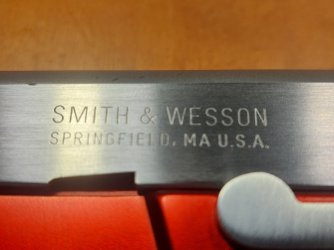 SMITH & WESSON
SPRINGFIELD, MA U.S.A.